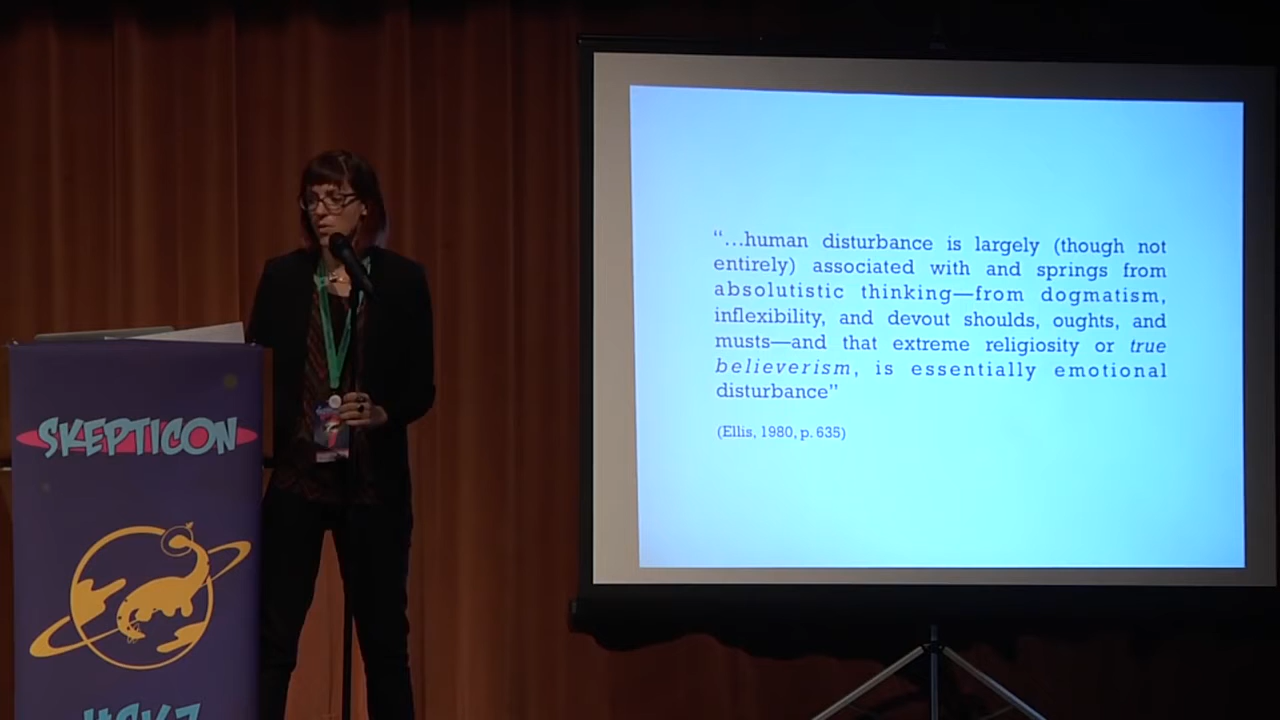 “…human disturbance is largely (though not
entirely) associated with and springs from
absolutistic thinking—from dogmatism,
inflexibility, and devout shoulds, oughts, and
musts—and that extreme religiosity or true
believerism, is essentially emotional
disturbance”
(Ellis, 1980, p. 635)
SKEPTICON